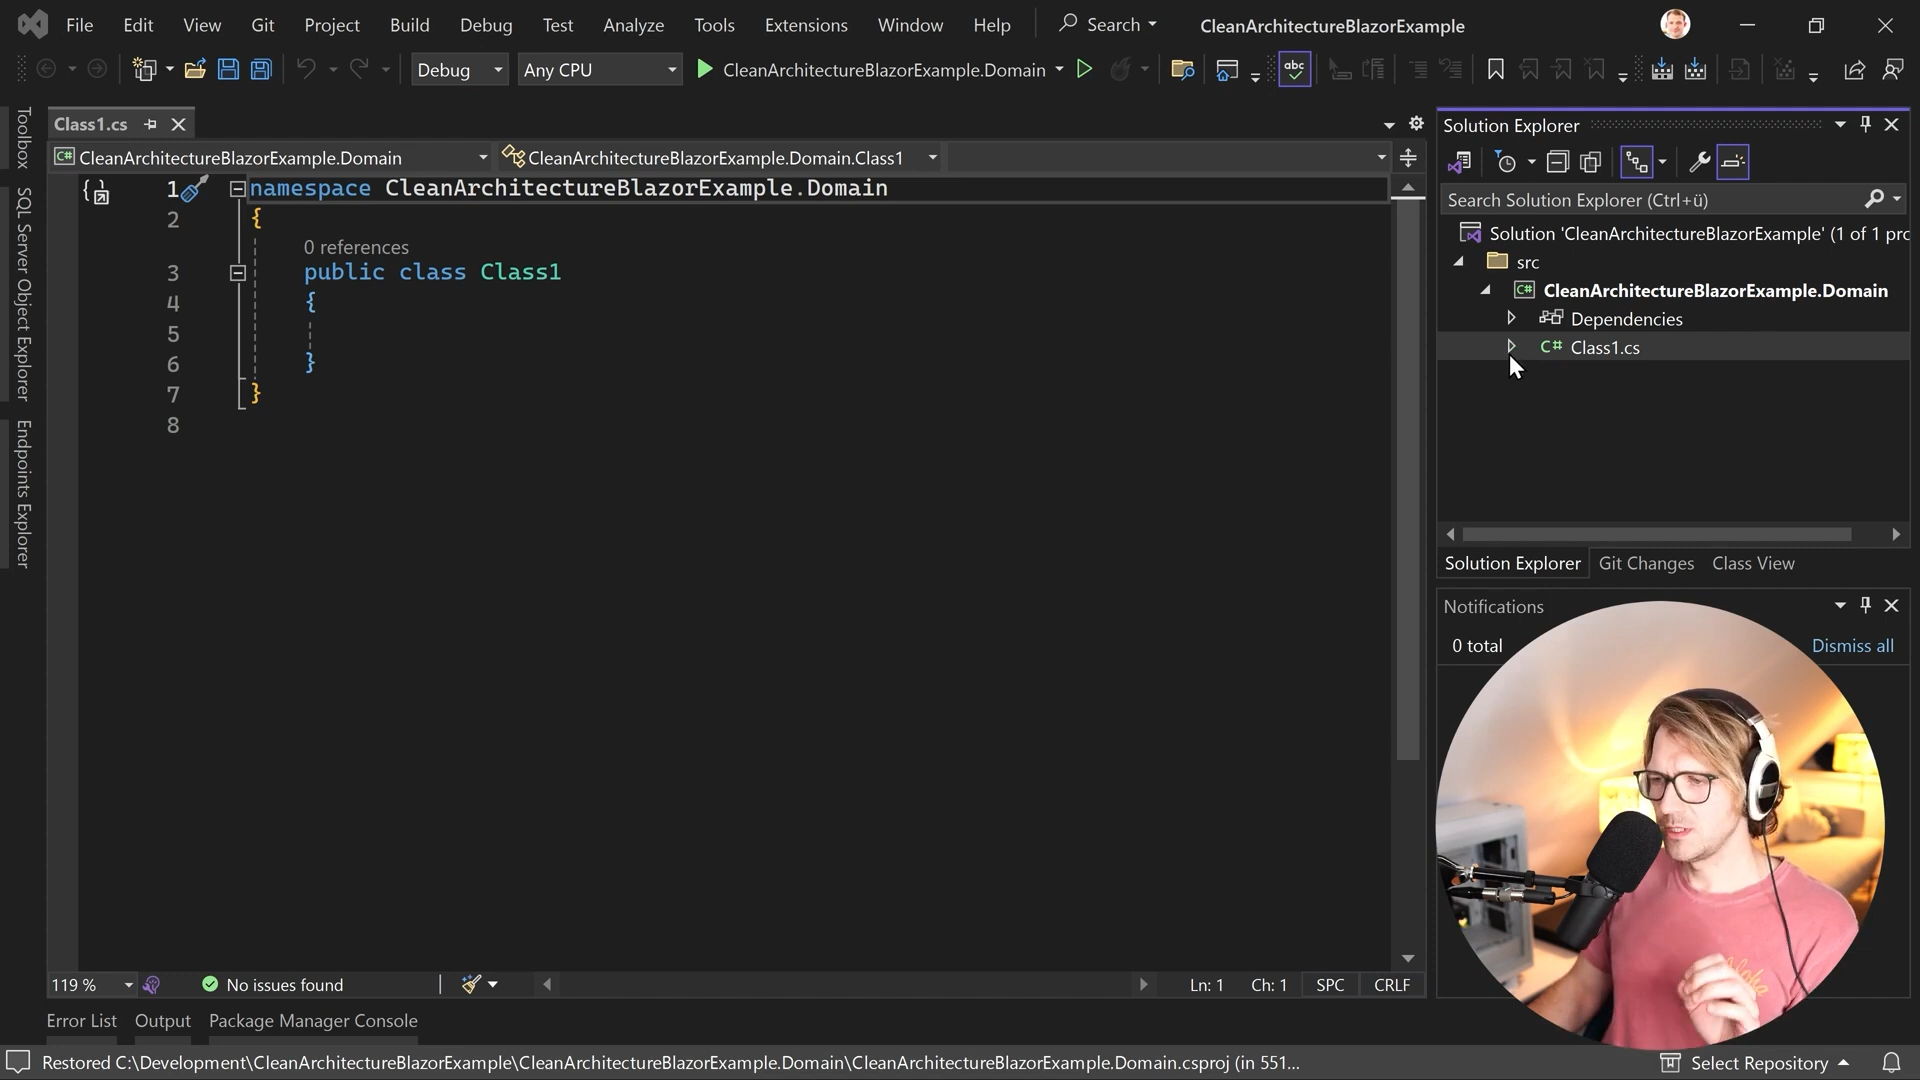 File Edit View Git Project Build Debug Test Analyze Tools Extensions Window Help Search CleanArchitectureBlazorExample
Debug Any CPU CleanArchitectureBlazorExample.Domain abc
Toolbox
SQL Server Object Explorer
Endpoints Explorer
Class1.cs
C# CleanArchitectureBlazorExample.Domain CleanArchitectureBlazorExample.Domain.Class1
1 namespace CleanArchitectureBlazorExample.Domain
2 {
0 references
3 public class Class1
4 {
5
6 }
7 }
8
119 % No issues found Ln: 1 Ch: 1 SPC CRLF
Error List Output Package Manager Console
Restored C:\Development\CleanArchitectureBlazorExample\CleanArchitectureBlazorExample.Domain\CleanArchitectureBlazorExample.Domain.csproj (in 551...
Solution Explorer
Search Solution Explorer (Ctrl+ü)
Solution 'CleanArchitectureBlazorExample' (1 of 1 pro
src
C# CleanArchitectureBlazorExample.Domain
Dependencies
C# Class1.cs
Solution Explorer Git Changes Class View
Notifications
0 total Dismiss all
Select Repository